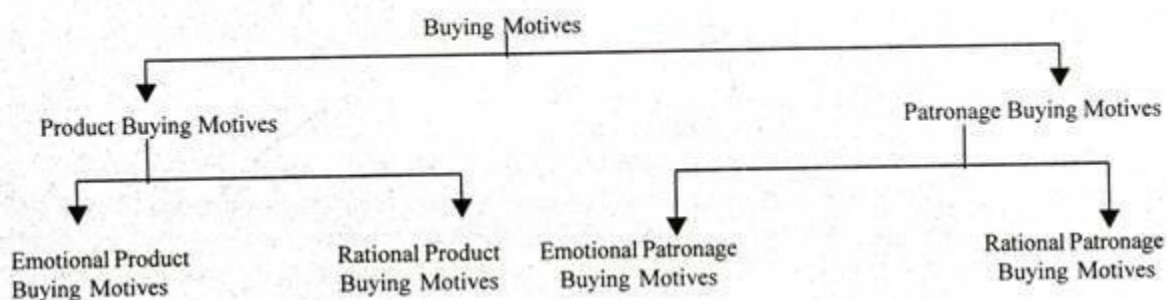 Buying Motives
Product Buying Motives
Patronage Buying Motives
Emotional Product
Buying Motives
Rational Product
Buying Motives
Emotional Patronage
Buying Motives
Rational Patronage
Buying Motives